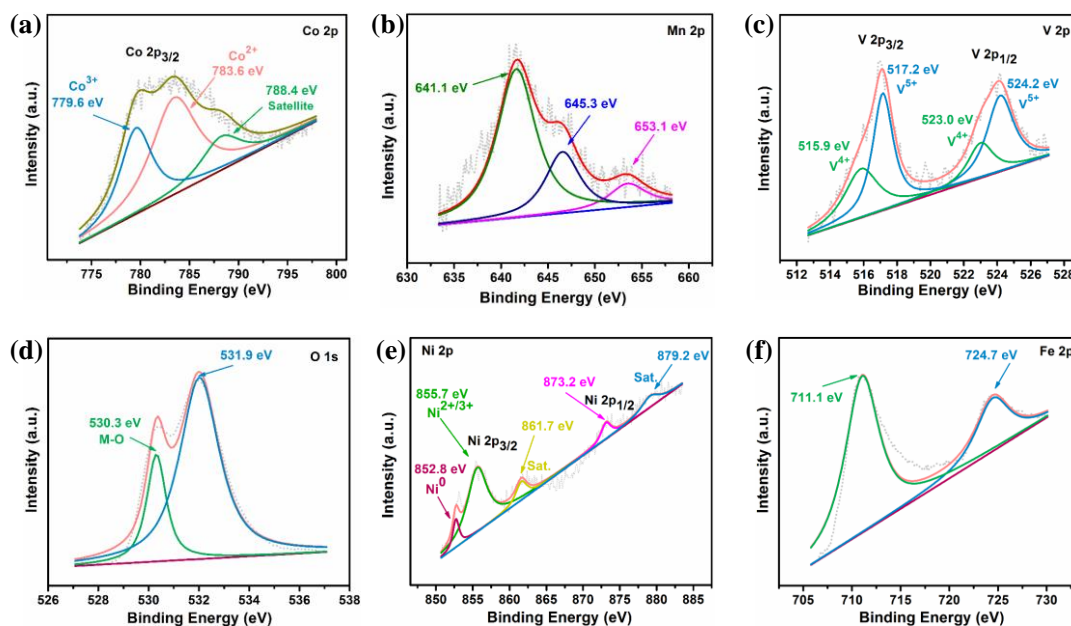 (a)
Co 2p
Co 2p3/2
Co2+
783.6 eV
Co3+
779.6 eV
788.4 eV
Satellite
Intensity (a.u.)
775 780 785 790 795 800
Binding Energy (eV)
(b)
Mn 2p
641.1 eV
645.3 eV
653.1 eV
Intensity (a.u.)
630 635 640 645 650 655 660
Binding Energy (eV)
(c)
V 2p
V 2p3/2
V 2p1/2
517.2 eV
V5+
524.2 eV
V5+
523.0 eV
V4+
515.9 eV
V4+
Intensity (a.u.)
512 514 516 518 520 522 524 526 528
Binding Energy (eV)
(d)
O 1s
531.9 eV
530.3 eV
M-O
Intensity (a.u.)
526 528 530 532 534 536 538
Binding Energy (eV)
(e)
Ni 2p
879.2 eV
Sat.
873.2 eV
Ni 2p1/2
855.7 eV
Ni2+/3+
Ni 2p3/2
861.7 eV
Sat.
852.8 eV
Ni0
Intensity (a.u.)
850 855 860 865 870 875 880 885
Binding Energy (eV)
(f)
Fe 2p
724.7 eV
711.1 eV
Intensity (a.u.)
705 710 715 720 725 730
Binding Energy (eV)